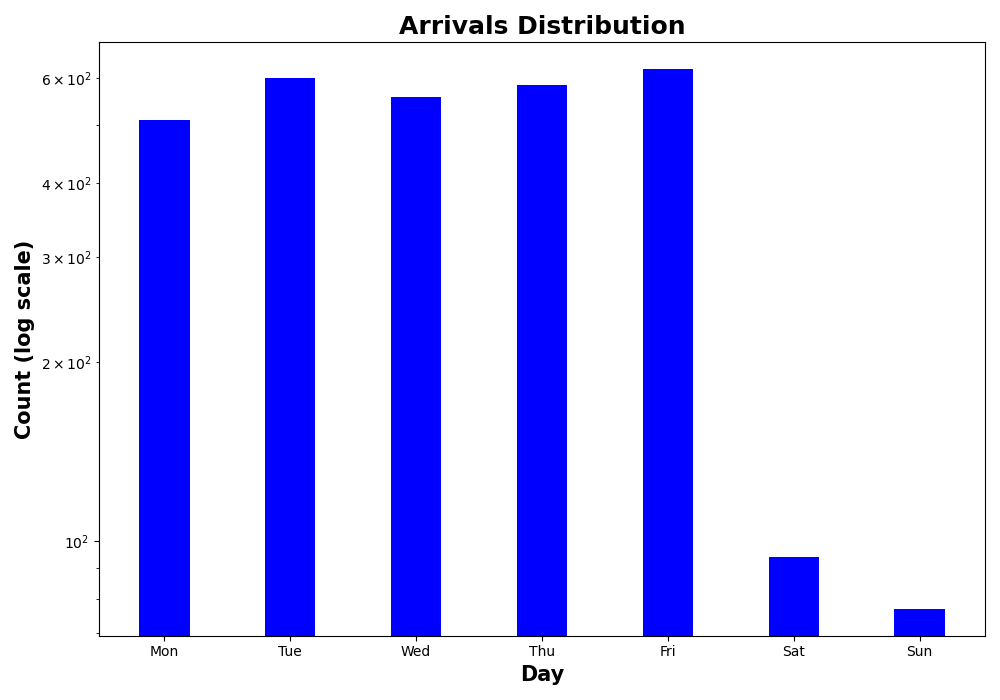 Arrivals Distribution
6 × 10²
4 × 10²
3 × 10²
2 × 10²
10²
Count (log scale)
Mon Tue Wed Thu Fri Sat Sun
Day